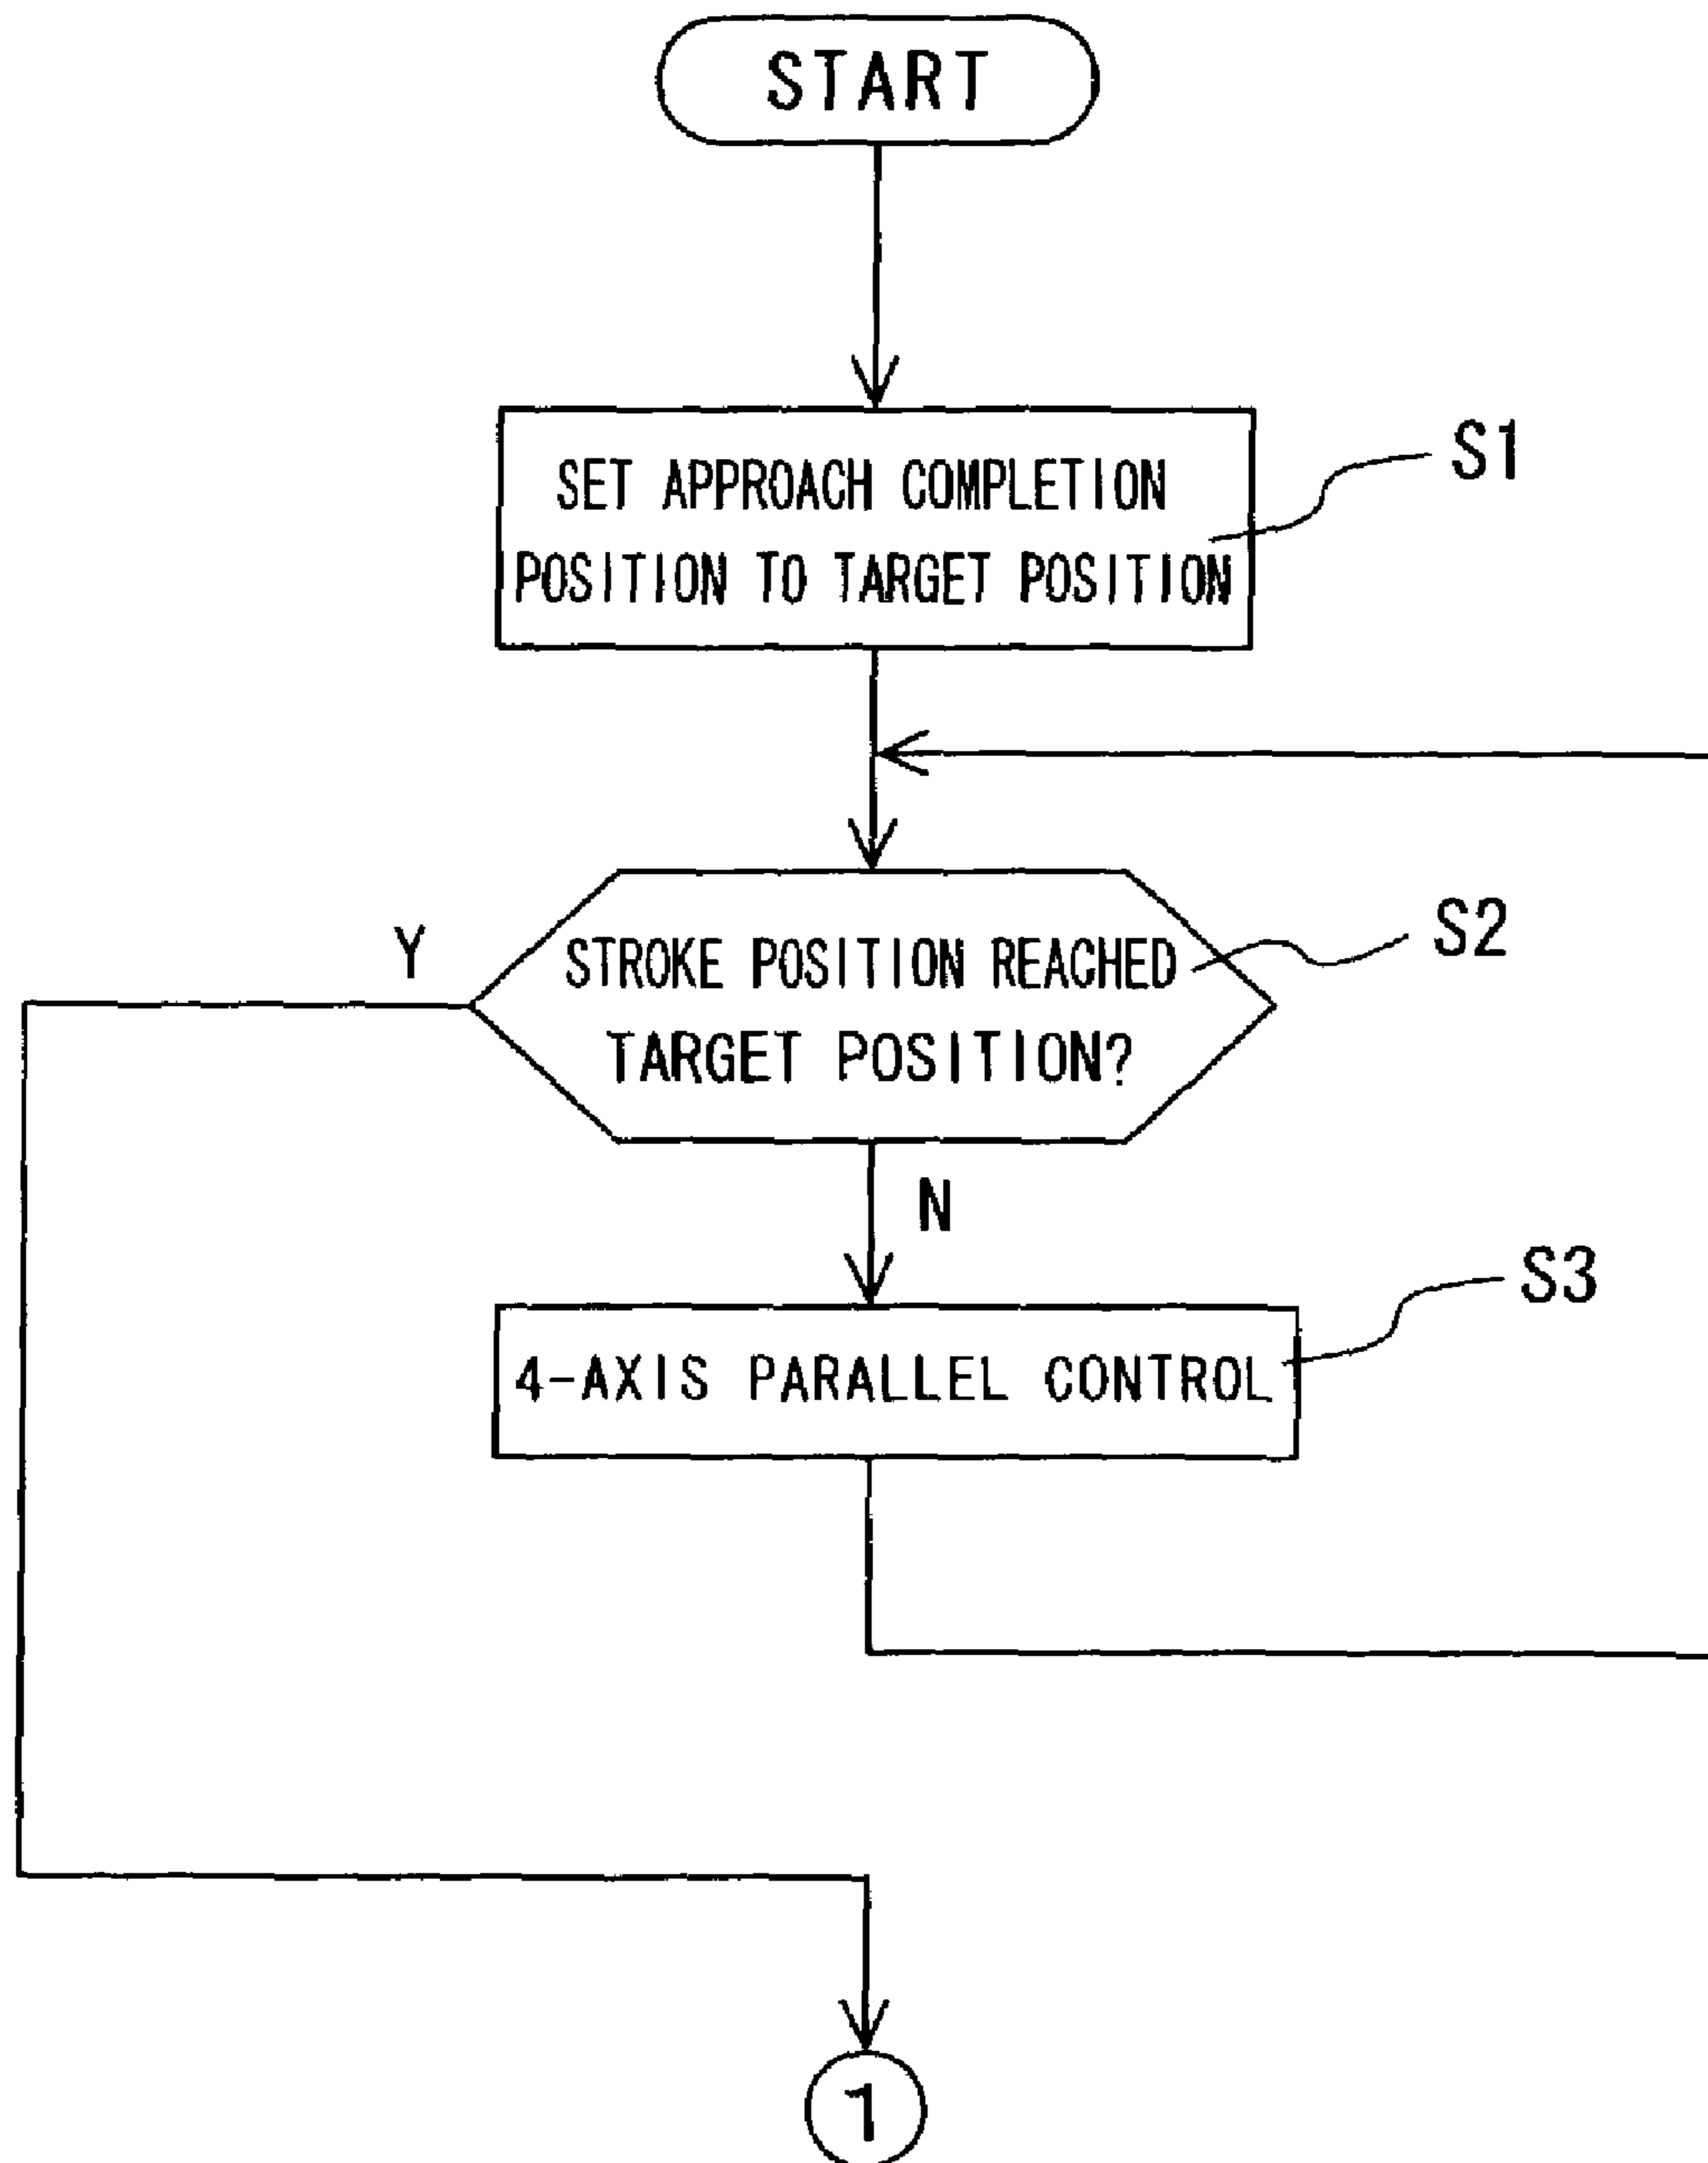 START
SET APPROACH COMPLETION
POSITION TO TARGET POSITION
S1
Y
STROKE POSITION REACHED
TARGET POSITION?
S2
N
4-AXIS PARALLEL CONTROL
S3
1